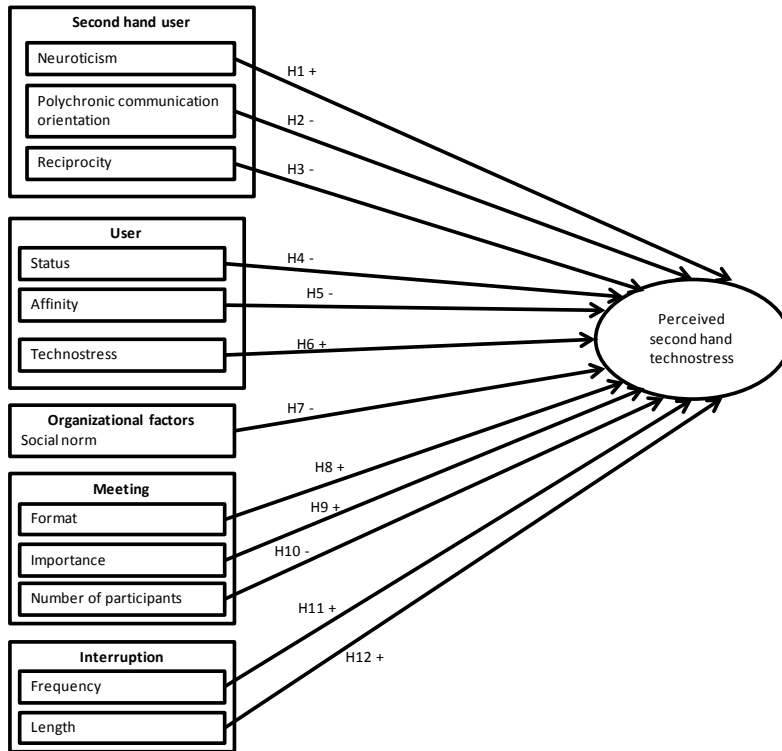 Second hand user
Neuroticism
H1 +
Polychronic communication
orientation
H2 -
Reciprocity
H3 -
User
Status
H4 -
Affinity
H5 -
Technostress
H6 +
Perceived
second hand
technostress
Organizational factors
Social norm
H7 -
Meeting
Format
H8 +
Importance
H9 +
Number of participants
H10 -
Interruption
Frequency
H11 +
Length
H12 +